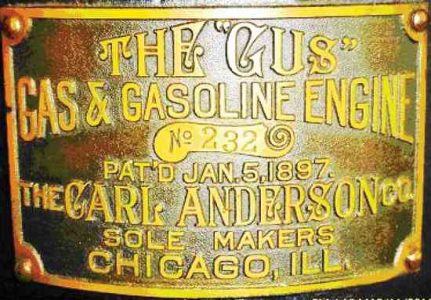 THE "GUS"
GAS & GASOLINE ENGINE
No 232
PAT'D JAN. 5, 1897.
THE CARL ANDERSON CO.
SOLE MAKERS
CHICAGO, ILL.